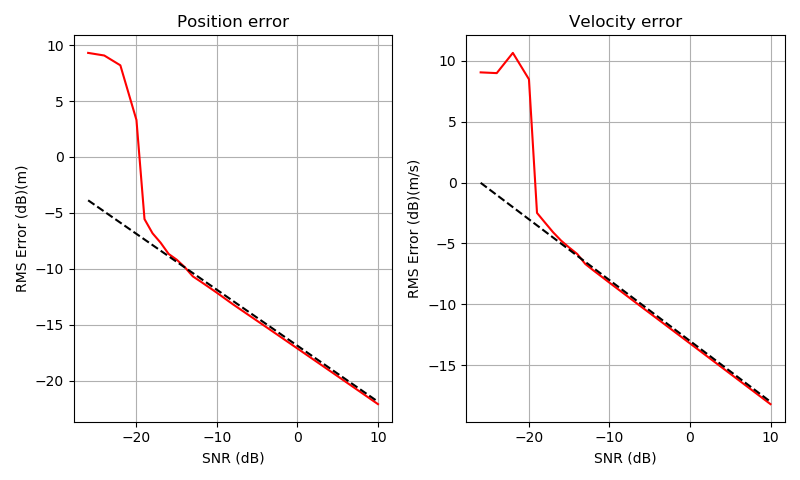 Position error
10
5
0
−5
−10
−15
−20
RMS Error (dB)(m)
−20 −10 0 10
SNR (dB)
Velocity error
10
5
0
−5
−10
−15
RMS Error (dB)(m/s)
−20 −10 0 10
SNR (dB)